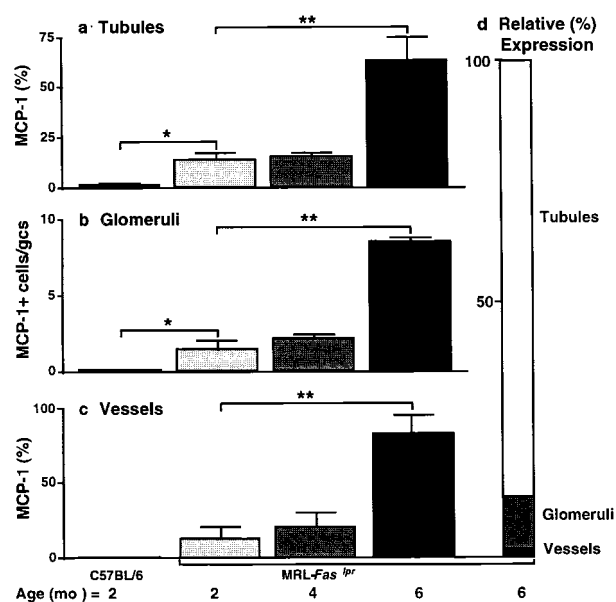 a Tubules
**
d Relative (%)
Expression
75
50
25
0
MCP-1 (%)
*
100
Tubules
50
Glomeruli
Vessels
b Glomeruli
**
10
5
0
MCP-1+ cells/gcs
*
c Vessels
**
100
50
0
MCP-1 (%)
C57BL/6
MRL-Fas lpr
Age (mo) = 2 2 4 6 6